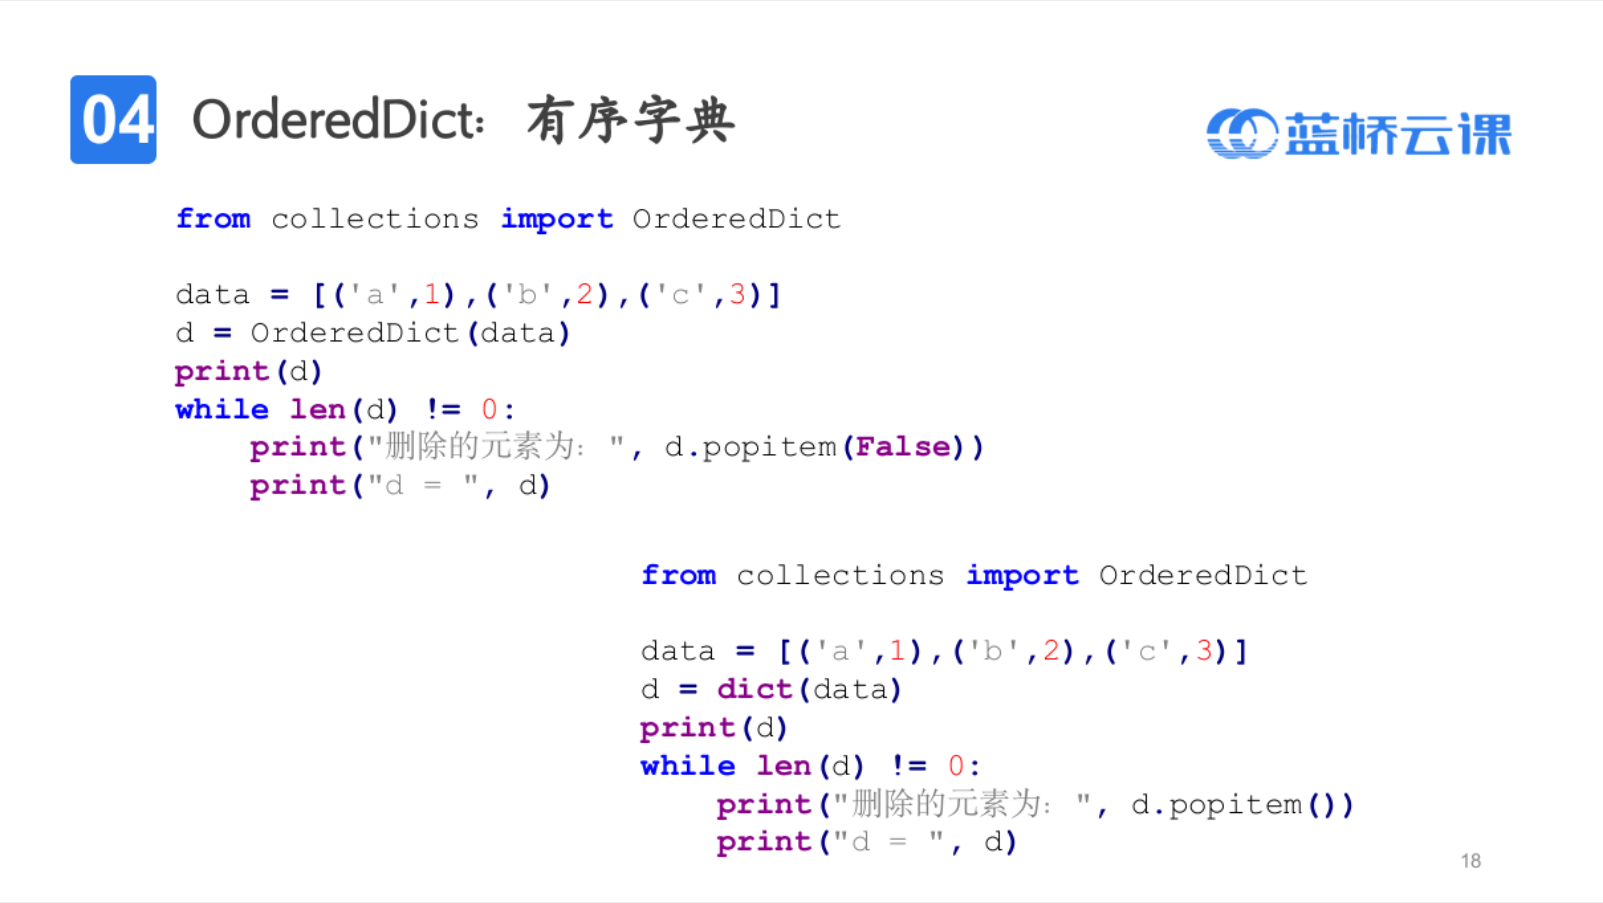 04 OrderedDict：有序字典
蓝桥云课
from collections import OrderedDict
data = [('a',1),('b',2),('c',3)]
d = OrderedDict(data)
print(d)
while len(d) != 0:
    print("删除的元素为：", d.popitem(False))
    print("d = ", d)
from collections import OrderedDict
data = [('a',1),('b',2),('c',3)]
d = dict(data)
print(d)
while len(d) != 0:
    print("删除的元素为：", d.popitem())
    print("d = ", d)
18